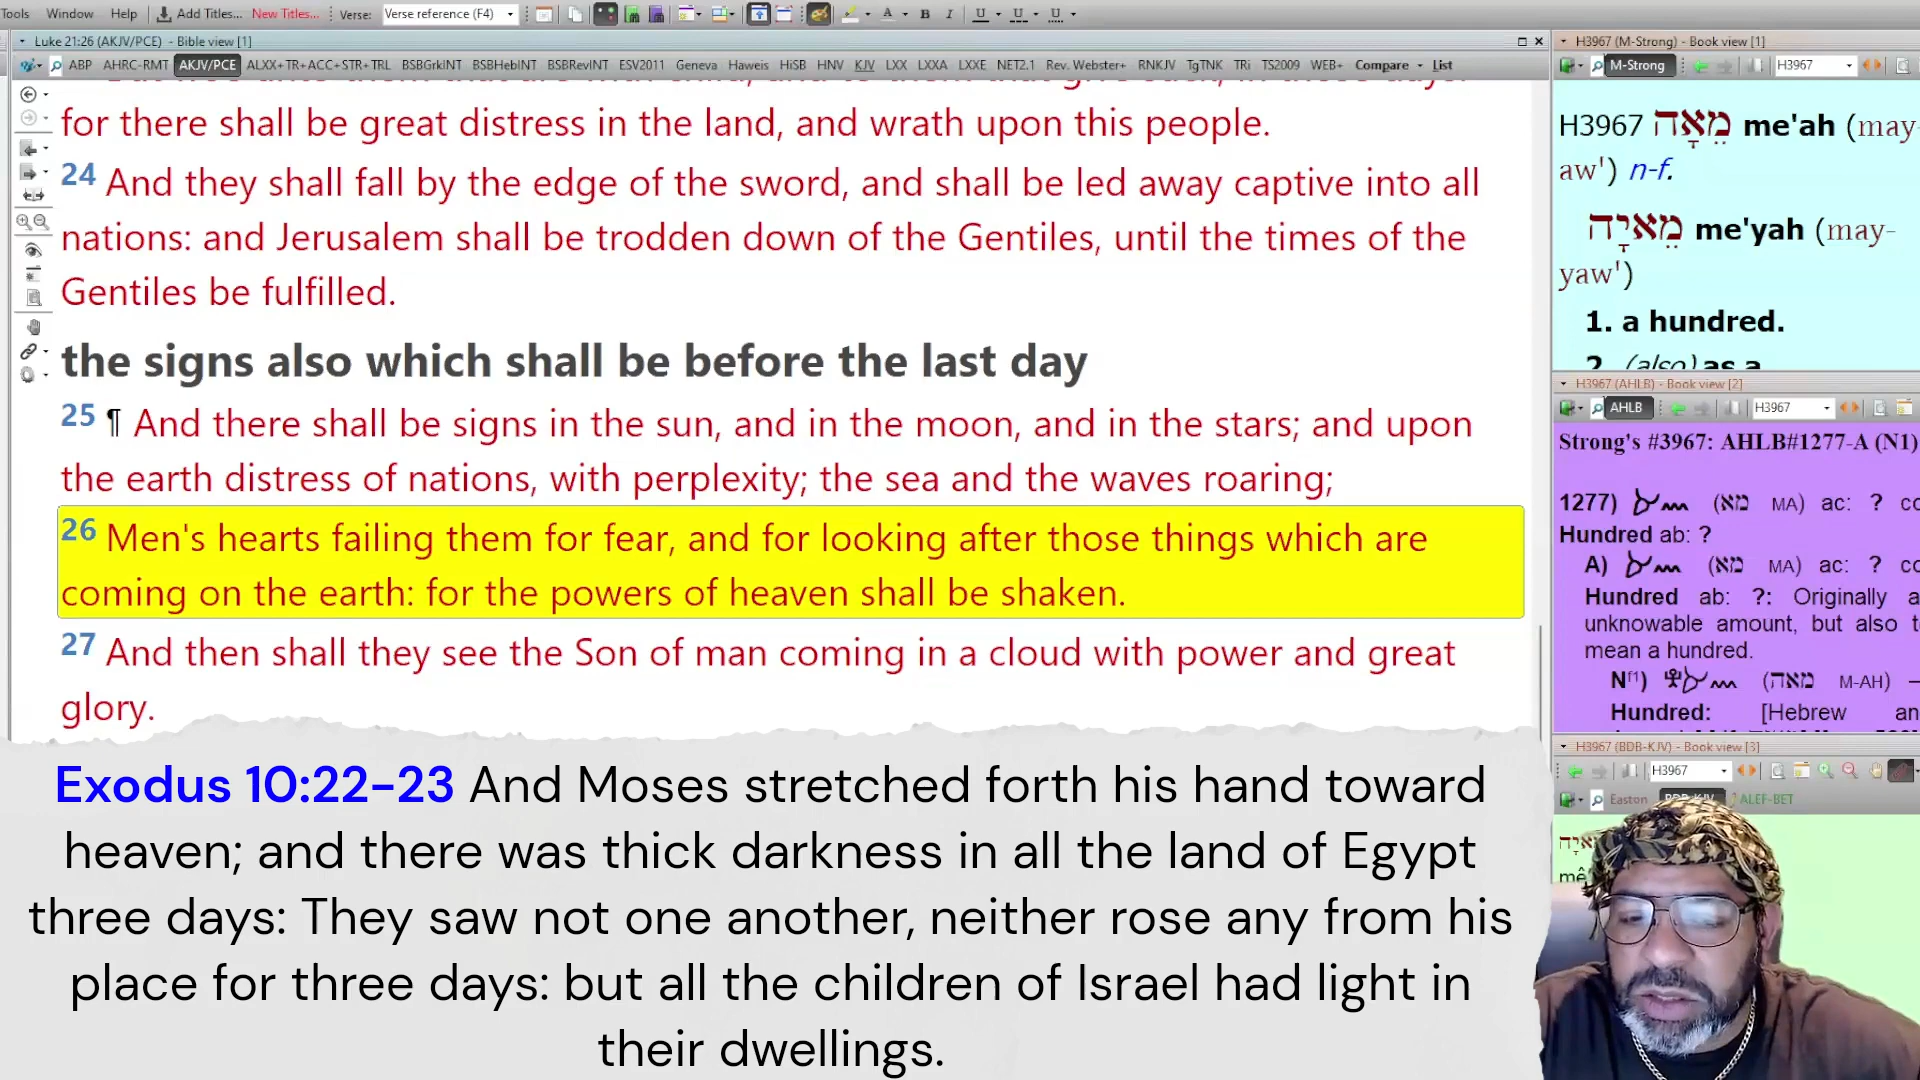 Tools Window Help Add Titles... New Titles... Verse: Verse reference (F4) A B I U U U
Luke 21:26 (AKJV/PCE) - Bible view [1]
ABP AHRC-RMT AKJV/PCE ALXX+TR+ACC+STR+TRL BSBGrkINT BSBHebINT BSBRevINT ESV2011 Geneva Haweis HiSB HNV KJV LXX LXXA LXXE NET2.1 Rev. Webster+ RNKJV TgTNK TRi TS2009 WEB+ Compare List
for there shall be great distress in the land, and wrath upon this people.
24 And they shall fall by the edge of the sword, and shall be led away captive into all
nations: and Jerusalem shall be trodden down of the Gentiles, until the times of the
Gentiles be fulfilled.
the signs also which shall be before the last day
25 ¶ And there shall be signs in the sun, and in the moon, and in the stars; and upon
the earth distress of nations, with perplexity; the sea and the waves roaring;
26 Men's hearts failing them for fear, and for looking after those things which are
coming on the earth: for the powers of heaven shall be shaken.
27 And then shall they see the Son of man coming in a cloud with power and great
glory.
Exodus 10:22-23 And Moses stretched forth his hand toward
heaven; and there was thick darkness in all the land of Egypt
three days: They saw not one another, neither rose any from his
place for three days: but all the children of Israel had light in
their dwellings.
H3967 (M-Strong) - Book view [1]
M-Strong H3967
H3967 מֵאָה me'ah (may-
aw') n-f.
מֵאיָה me'yah (may-
yaw')
1. a hundred.
2. (also) as a
H3967 (AHLB) - Book view [2]
AHLB H3967
Strong's #3967: AHLB#1277-A (N1)
1277) (מא MA) ac: ? co
Hundred ab: ?
A) (מא MA) ac: ? co
Hundred ab: ?: Originally a
unknowable amount, but also t
mean a hundred.
Nf1) (מאה M-AH) –
Hundred: [Hebrew an
H3967 (BDB-KJV) - Book view [3]
H3967
Easton BDB-KJV ALEF-BET